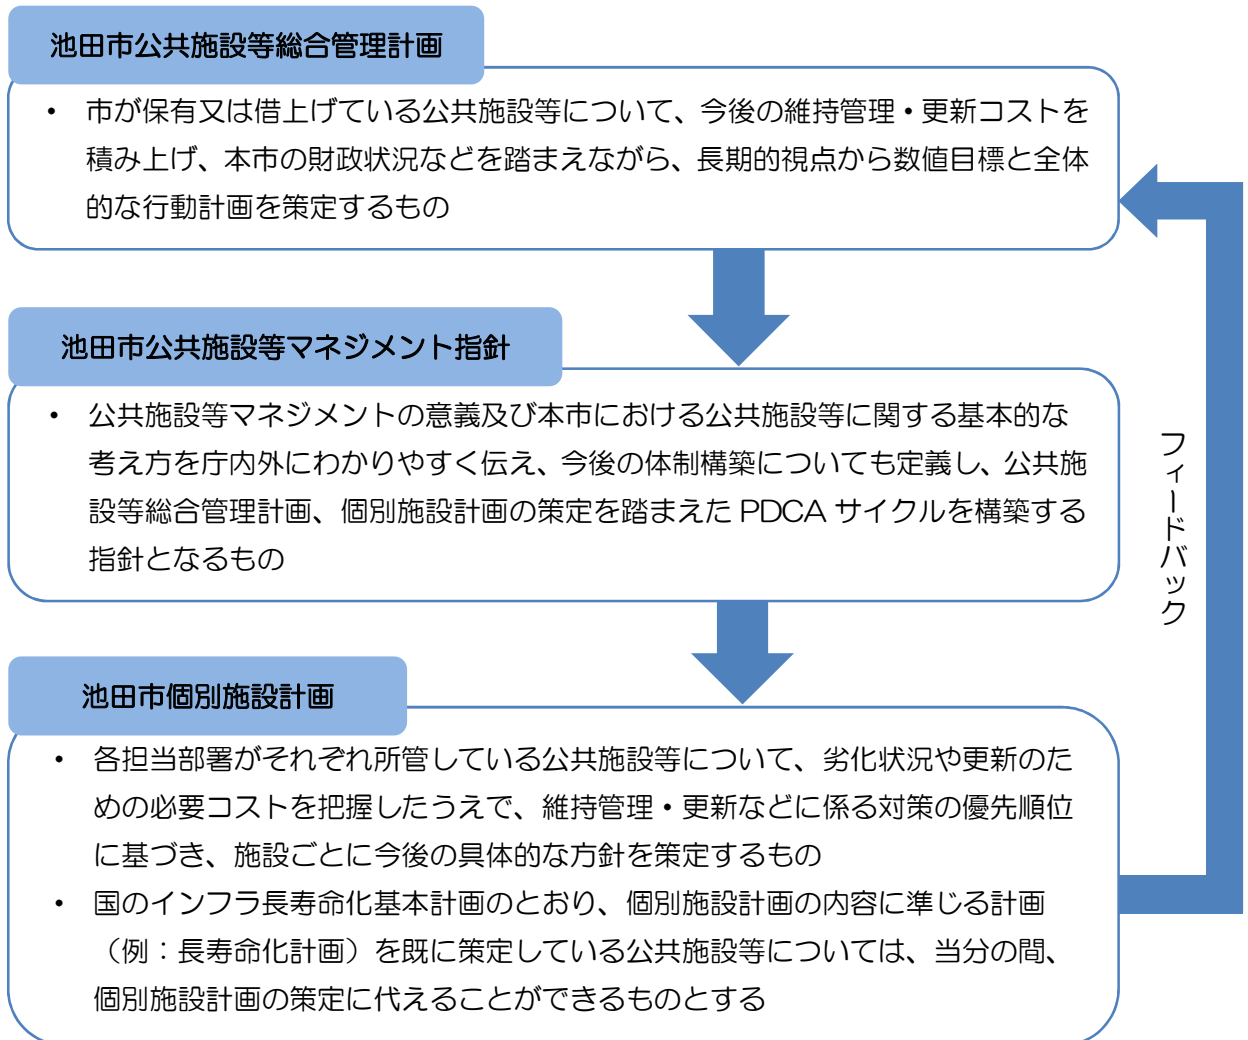 池田市公共施設等総合管理計画
・ 市が保有又は借上げている公共施設等について、今後の維持管理・更新コストを
積み上げ、本市の財政状況などを踏まえながら、長期的視点から数値目標と全体
的な行動計画を策定するもの
池田市公共施設等マネジメント指針
・ 公共施設等マネジメントの意義及び本市における公共施設等に関する基本的な
考え方を庁内外にわかりやすく伝え、今後の体制構築についても定義し、公共施
設等総合管理計画、個別施設計画の策定を踏まえた PDCA サイクルを構築する
指針となるもの
フィードバック
池田市個別施設計画
・ 各担当部署がそれぞれ所管している公共施設等について、劣化状況や更新のた
めの必要コストを把握したうえで、維持管理・更新などに係る対策の優先順位
に基づき、施設ごとに今後の具体的な方針を策定するもの
・ 国のインフラ長寿命化基本計画のとおり、個別施設計画の内容に準じる計画
（例：長寿命化計画）を既に策定している公共施設等については、当分の間、
個別施設計画の策定に代えることができるものとする